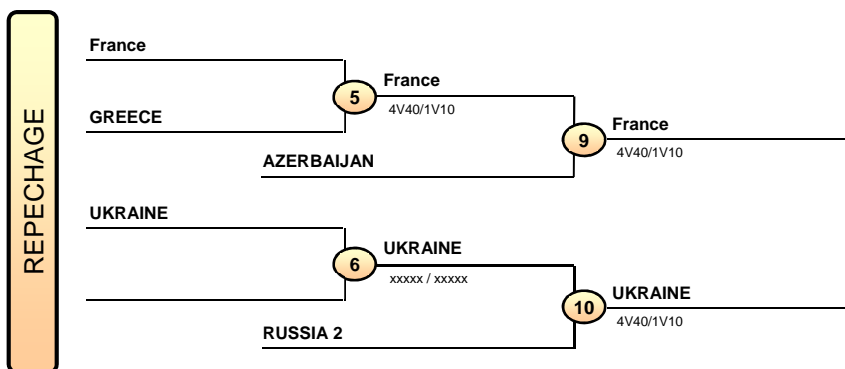 REPECHAGE
France
GREECE
5
France
4V40/1V10
AZERBAIJAN
9
France
4V40/1V10
UKRAINE
6
UKRAINE
xxxxx / xxxxx
RUSSIA 2
10
UKRAINE
4V40/1V10